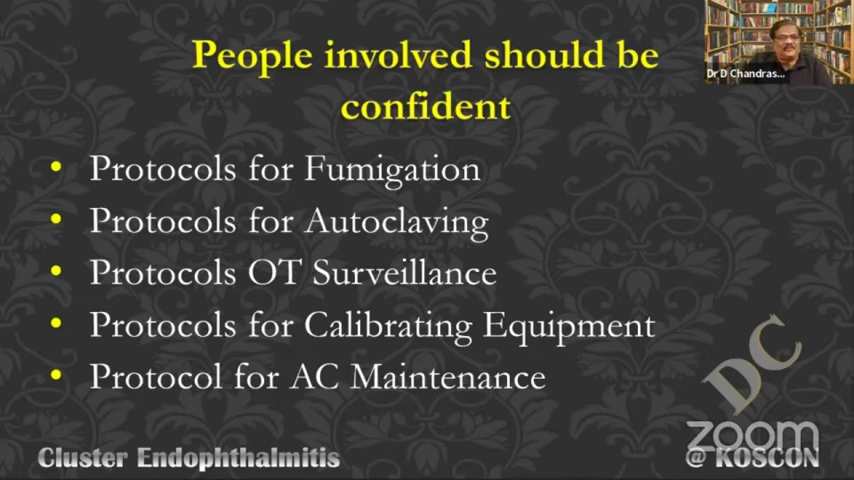 People involved should be
confident
Dr D Chandras...
• Protocols for Fumigation
• Protocols for Autoclaving
• Protocols OT Surveillance
• Protocols for Calibrating Equipment
• Protocol for AC Maintenance
DC
zoom
Cluster Endophthalmitis
@ KOSCON